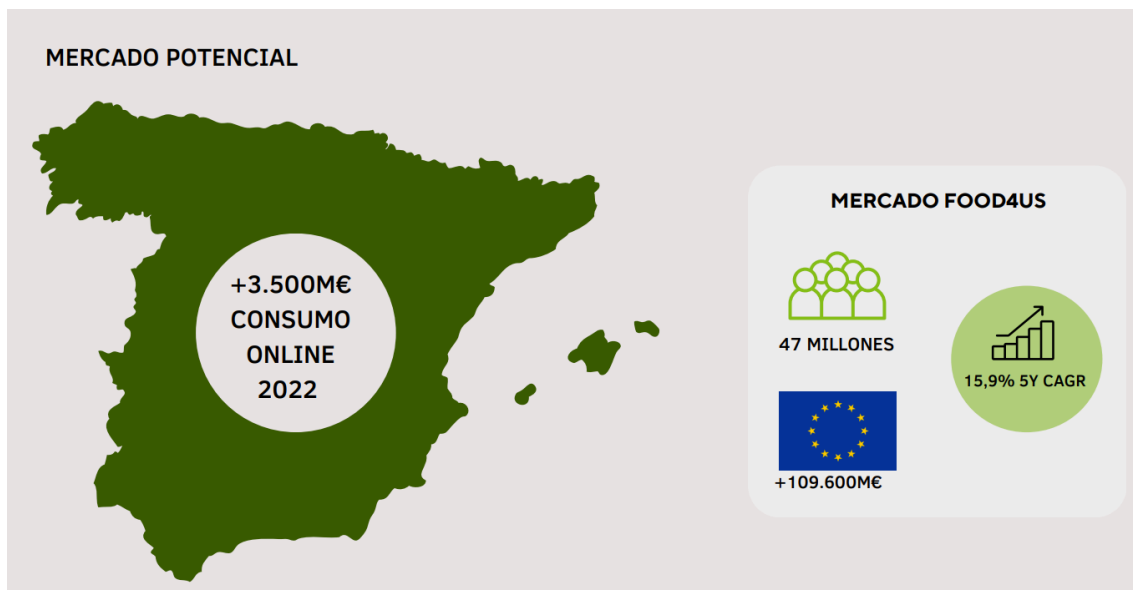 MERCADO POTENCIAL
+3.500M€
CONSUMO
ONLINE
2022
MERCADO FOOD4US
47 MILLONES
15,9% 5Y CAGR
+109.600M€